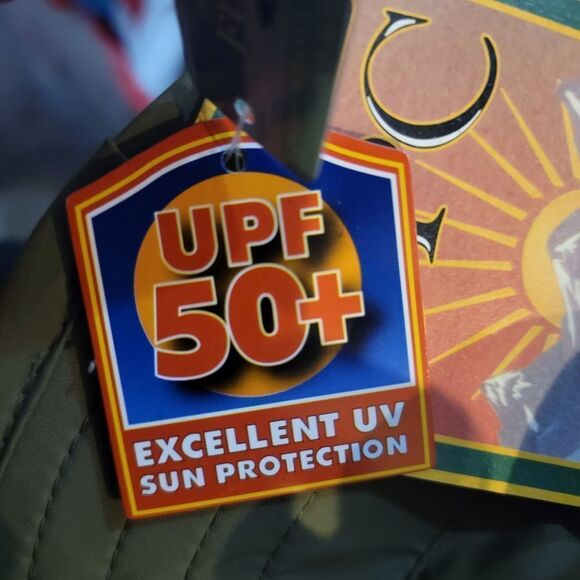 UPF
50+
EXCELLENT UV
SUN PROTECTION
C